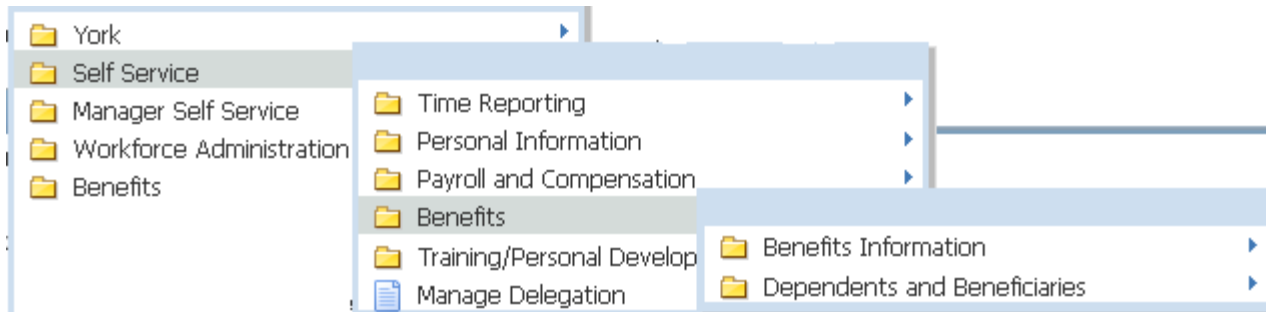 York
Self Service
Manager Self Service
Workforce Administration
Benefits
Time Reporting
Personal Information
Payroll and Compensation
Benefits
Training/Personal Develop
Manage Delegation
Benefits Information
Dependents and Beneficiaries